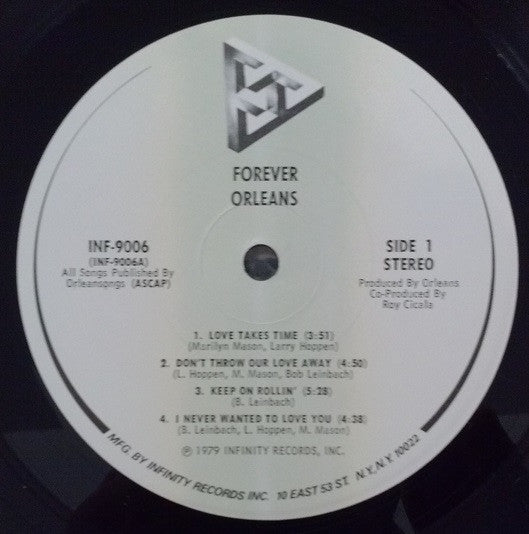 FOREVER
ORLEANS
INF-9006
(INF-9006A)
All Songs Published By
Orleansongs (ASCAP)
SIDE 1
STEREO
Produced By Orleans
Co-Produced By
Roy Cicalla
1. LOVE TAKES TIME (3:51)
(Marilyn Mason, Larry Hoppen)
2. DON'T THROW OUR LOVE AWAY (4:50)
(L. Hoppen, M. Mason, Bob Leinbach)
3. KEEP ON ROLLIN' (5:28)
(B. Leinbach)
4. I NEVER WANTED TO LOVE YOU (4:38)
(B. Leinbach, L. Hoppen, M. Mason)
℗ 1979 INFINITY RECORDS, INC.
MFG. BY INFINITY RECORDS INC. 10 EAST 53 ST. N.Y., N.Y. 10022